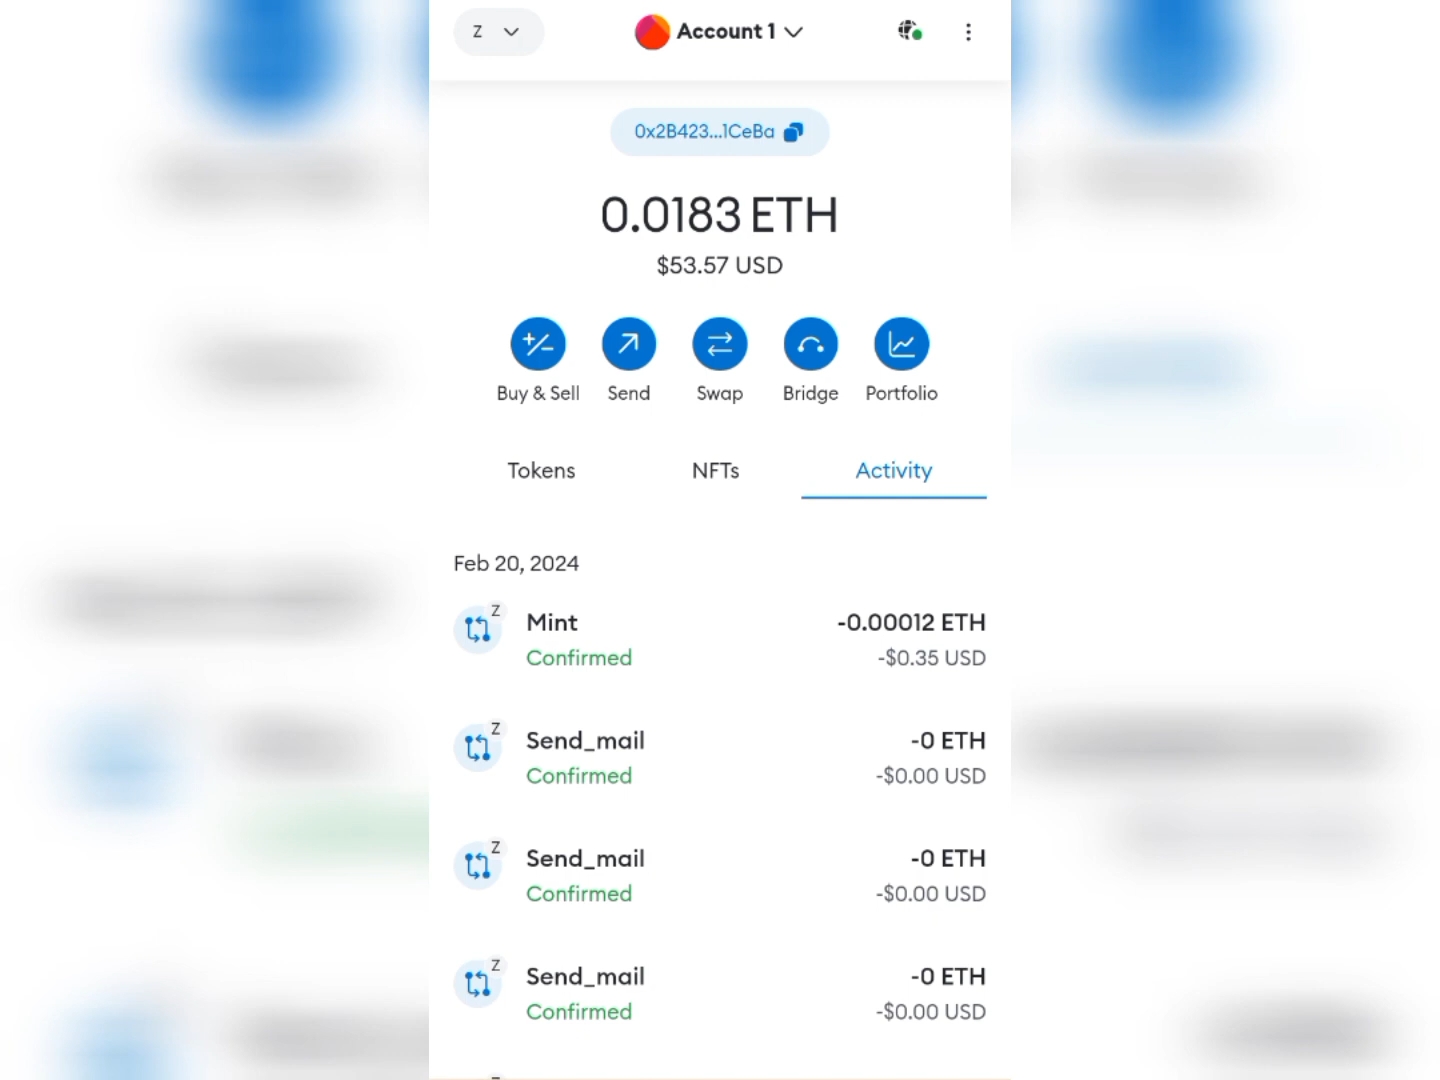 Z
Account 1
0x2B423...1CeBa
0.0183 ETH
$53.57 USD
Buy & Sell
Send
Swap
Bridge
Portfolio
Tokens
NFTs
Activity
Feb 20, 2024
Z
Mint
-0.00012 ETH
Confirmed
-$0.35 USD
Z
Send_mail
-0 ETH
Confirmed
-$0.00 USD
Z
Send_mail
-0 ETH
Confirmed
-$0.00 USD
Z
Send_mail
-0 ETH
Confirmed
-$0.00 USD